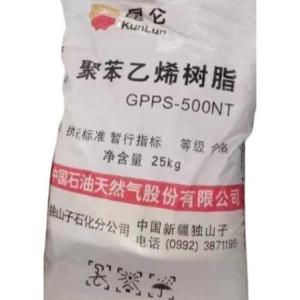 昆仑
KunLun
聚苯乙烯树脂
GPPS-500NT
执行标准 暂行指标 等级 合格
净含量 25kg
中国石油天然气股份有限公司
独山子石化分公司 中国新疆独山子
电话 (0992) 3871199